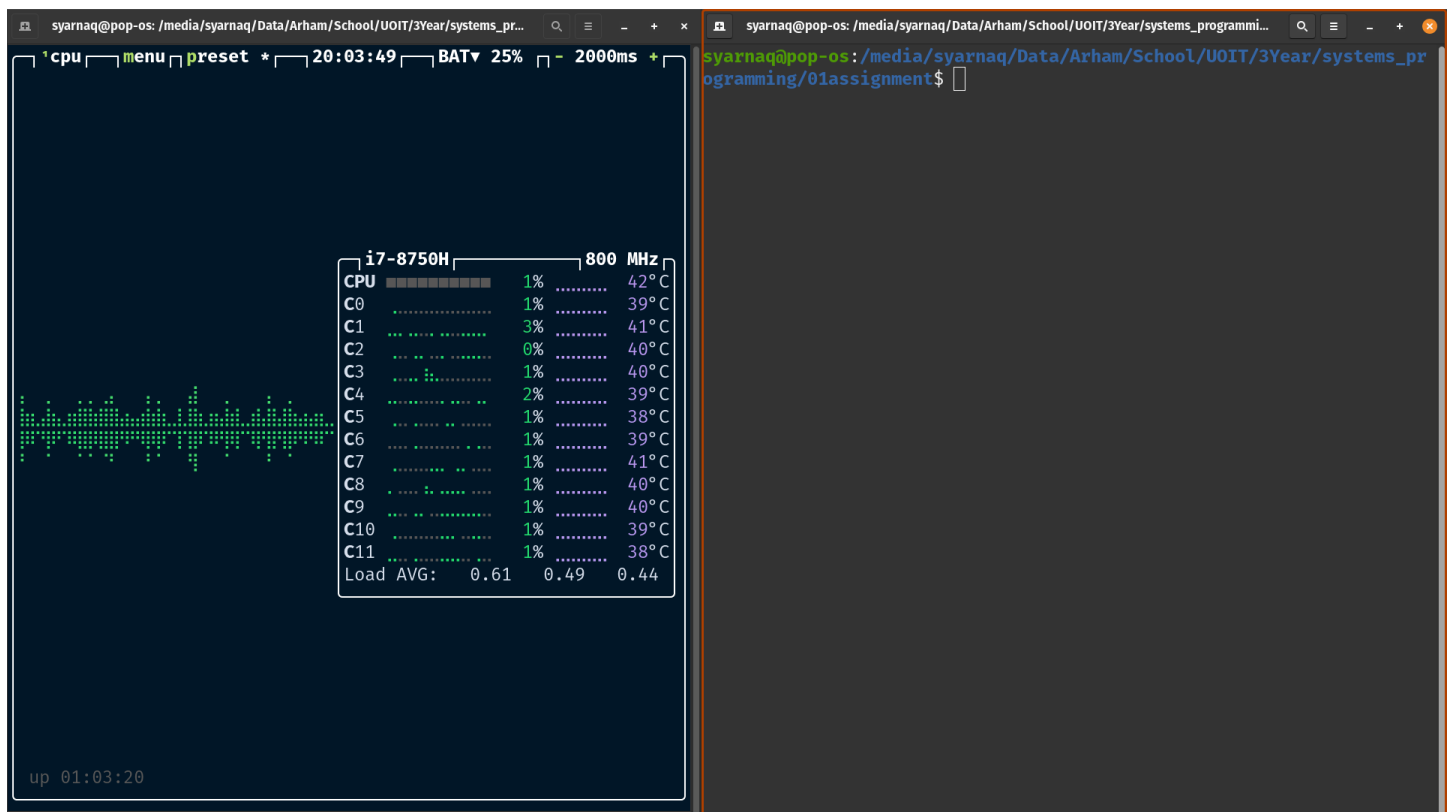 syarnaq@pop-os: /media/syarnaq/Data/Arham/School/UOIT/3Year/systems_pr...
¹cpu menu preset * 20:03:49 BAT▼ 25% - 2000ms +
i7-8750H 800 MHz
CPU 1% 42°C
C0 1% 39°C
C1 3% 41°C
C2 0% 40°C
C3 1% 40°C
C4 2% 39°C
C5 1% 38°C
C6 1% 39°C
C7 1% 41°C
C8 1% 40°C
C9 1% 40°C
C10 1% 39°C
C11 1% 38°C
Load AVG: 0.61 0.49 0.44
up 01:03:20
syarnaq@pop-os: /media/syarnaq/Data/Arham/School/UOIT/3Year/systems_programmi...
syarnaq@pop-os:/media/syarnaq/Data/Arham/School/UOIT/3Year/systems_pr
ogramming/01assignment$